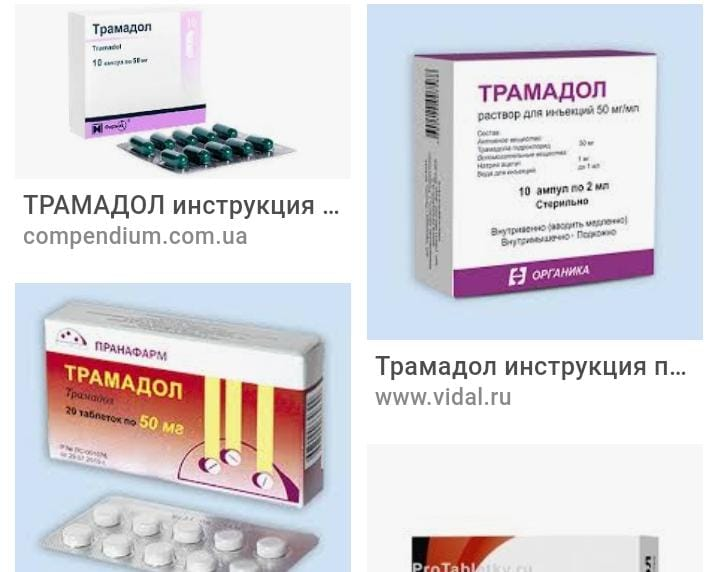 Трамадол
Tramadol
10 ампул по 50 мг
ТРАМАДОЛ инструкция ...
compendium.com.ua
ТРАМАДОЛ
раствор для инъекций 50 мг/мл
Состав:
Активное вещество:
Трамадола гидрохлорид 50 мг
Вспомогательные вещества:
Натрия ацетат 1 мг
Вода для инъекций до 1 мл
10 ампул по 2 мл
Стерильно
Внутривенно (вводить медленно)
Внутримышечно - Подкожно
ОРГАНИКА
Трамадол инструкция п...
www.vidal.ru
ПРАНАФАРМ
ТРАМАДОЛ
Трамадол
20 таблеток по 50 мг
ProTabletky.ru